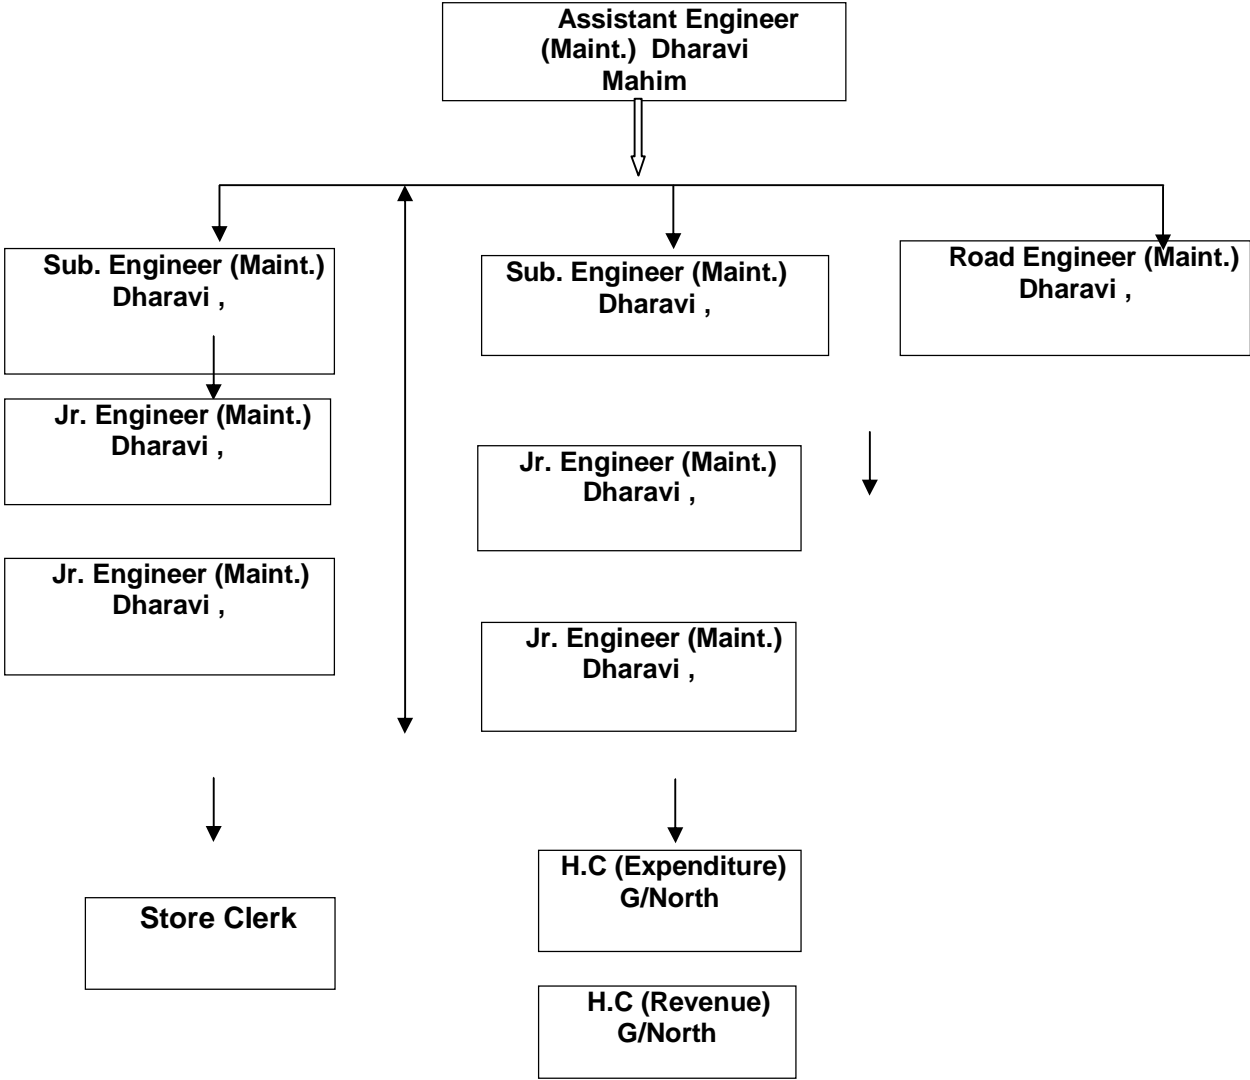 Assistant Engineer
(Maint.) Dharavi
Mahim
Sub. Engineer (Maint.)
Dharavi ,
Sub. Engineer (Maint.)
Dharavi ,
Road Engineer (Maint.)
Dharavi ,
Jr. Engineer (Maint.)
Dharavi ,
Jr. Engineer (Maint.)
Dharavi ,
Jr. Engineer (Maint.)
Dharavi ,
Jr. Engineer (Maint.)
Dharavi ,
Store Clerk
H.C (Expenditure)
G/North
H.C (Revenue)
G/North